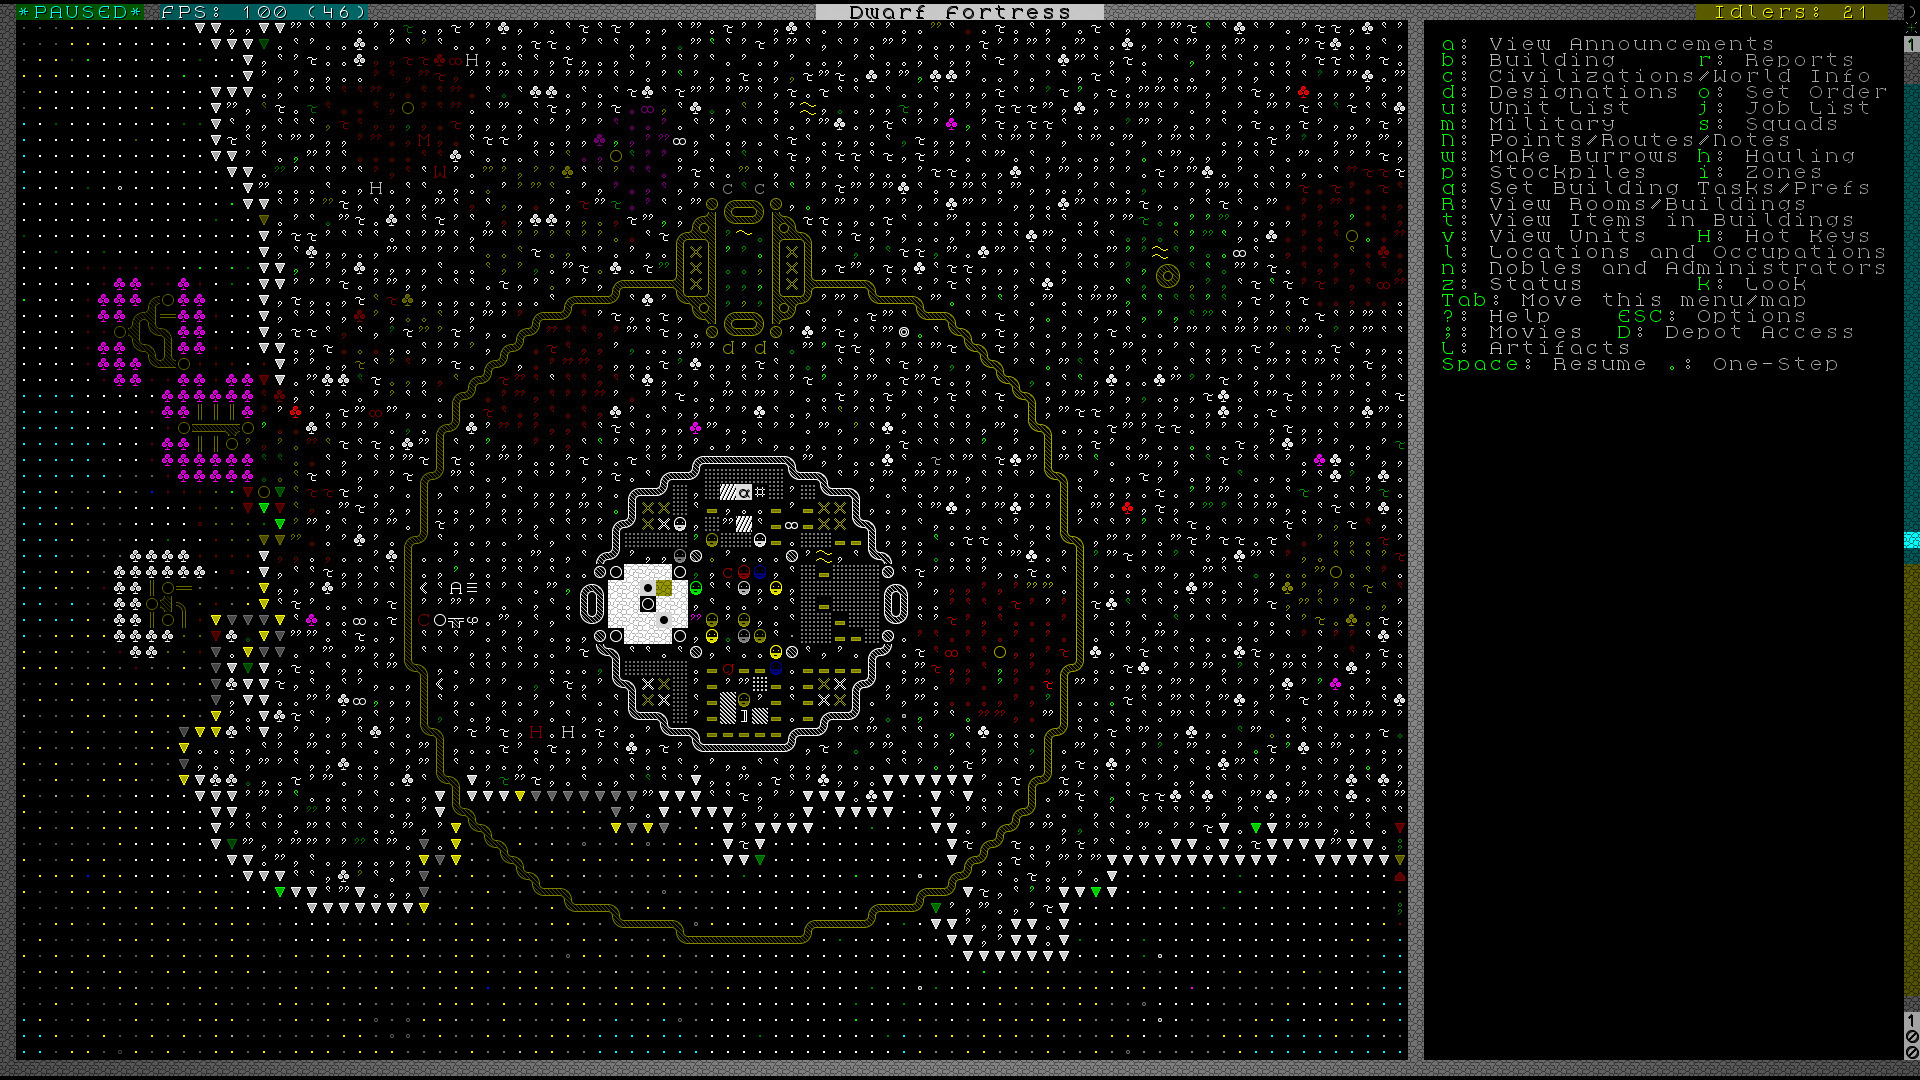 *PAUSED* FPS: 100 (46) Dwarf Fortress Idlers: 21
a: View Announcements
b: Building r: Reports
c: Civilizations/World Info
d: Designations o: Set Order
u: Unit List j: Job List
m: Military s: Squads
N: Points/Routes/Notes
w: Make Burrows h: Hauling
p: Stockpiles i: Zones
q: Set Building Tasks/Prefs
R: View Rooms/Buildings
t: View Items in Buildings
v: View Units H: Hot Keys
l: Locations and Occupations
n: Nobles and Administrators
z: Status k: Look
Tab: Move this menu/map
?: Help ESC: Options
;: Movies D: Depot Access
L: Artifacts
Space: Resume .: One-Step